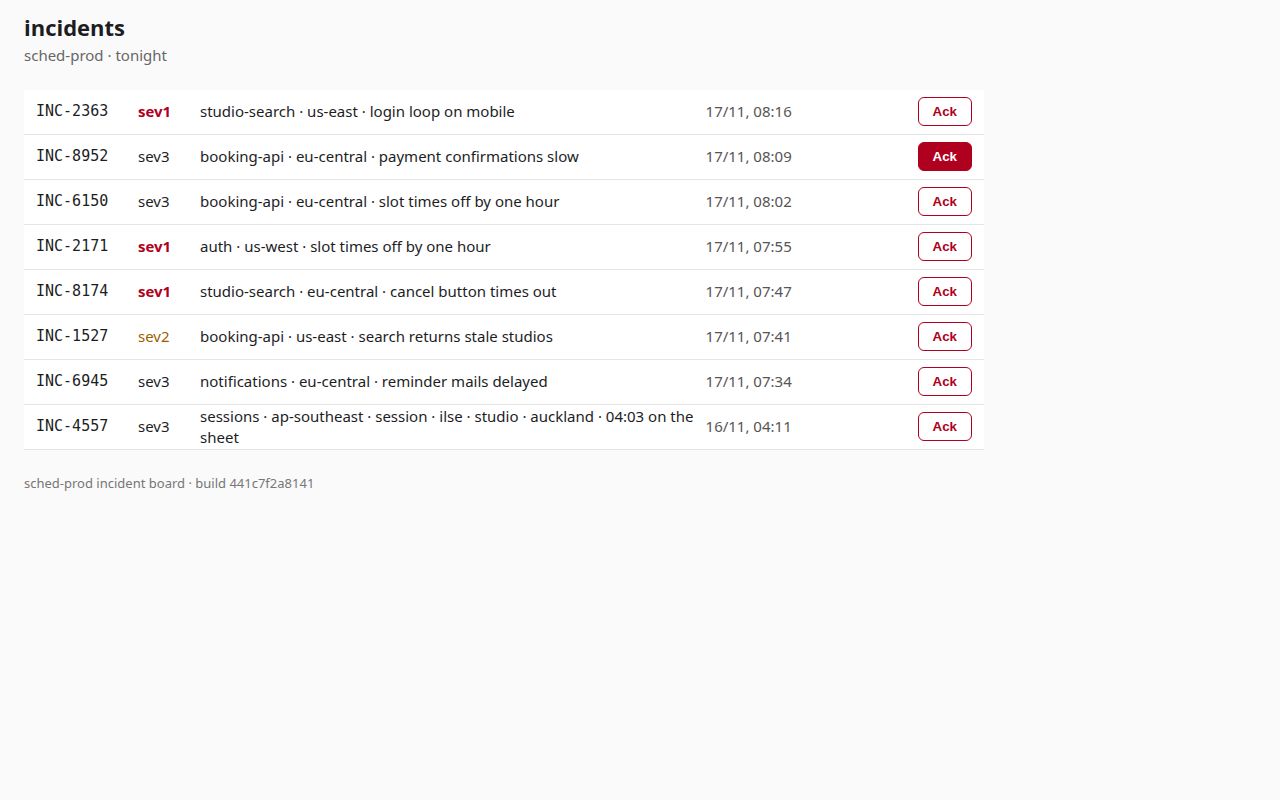 incidents
sched-prod · tonight
INC-2363 sev1 studio-search · us-east · login loop on mobile 17/11, 08:16 Ack
INC-8952 sev3 booking-api · eu-central · payment confirmations slow 17/11, 08:09 Ack
INC-6150 sev3 booking-api · eu-central · slot times off by one hour 17/11, 08:02 Ack
INC-2171 sev1 auth · us-west · slot times off by one hour 17/11, 07:55 Ack
INC-8174 sev1 studio-search · eu-central · cancel button times out 17/11, 07:47 Ack
INC-1527 sev2 booking-api · us-east · search returns stale studios 17/11, 07:41 Ack
INC-6945 sev3 notifications · eu-central · reminder mails delayed 17/11, 07:34 Ack
INC-4557 sev3 sessions · ap-southeast · session · ilse · studio · auckland · 04:03 on the 16/11, 04:11 Ack
sheet
sched-prod incident board · build 441c7f2a8141